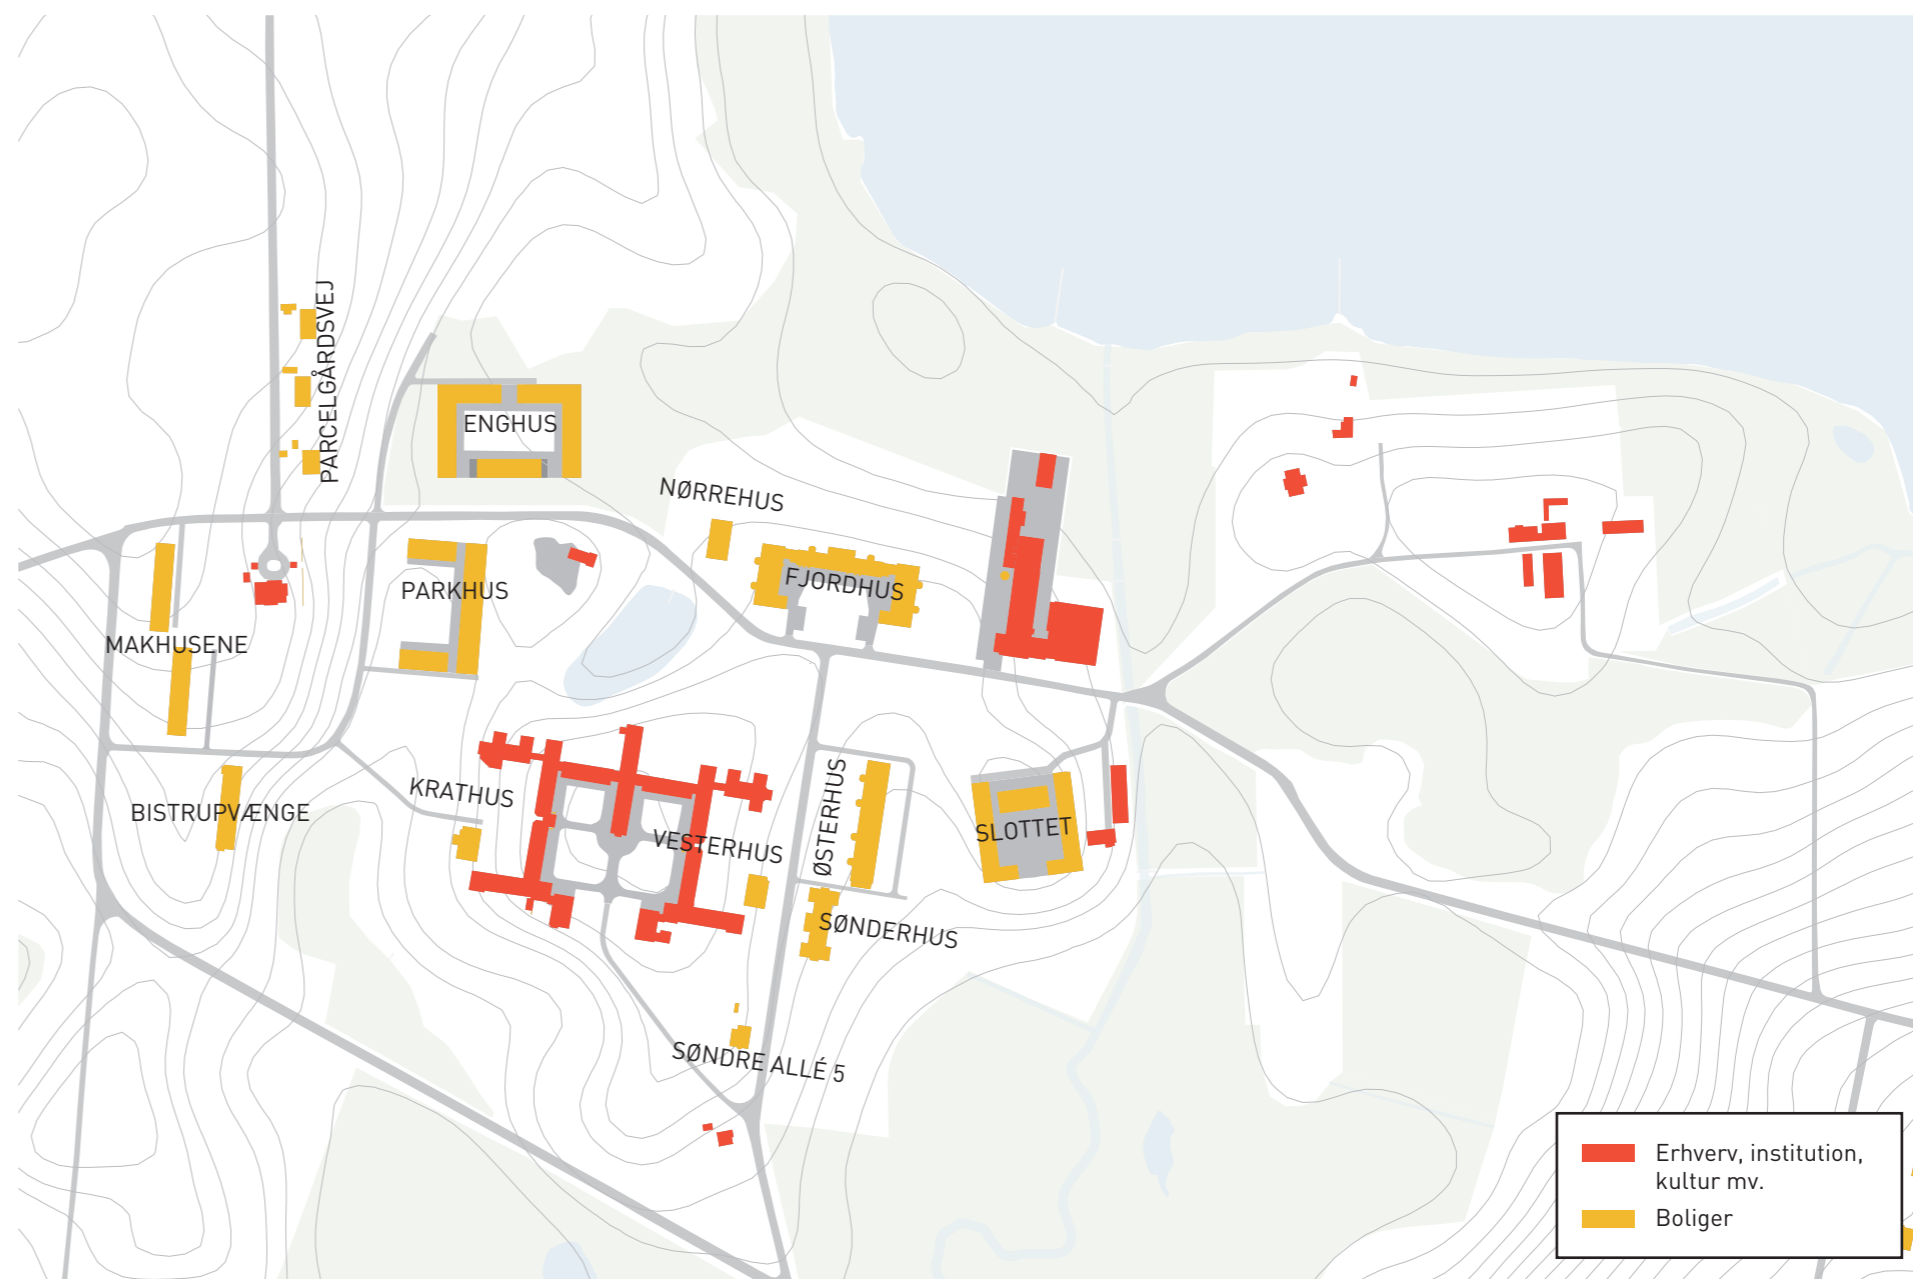 PARCELGÅRDSVEJ
ENGHUS
NØRREHUS
FJORDHUS
PARKHUS
MAKHUSENE
KRATHUS
BISTRUPVÆNGE
VESTERHUS
ØSTERHUS
SLOTTET
SØNDERHUS
SØNDRE ALLÉ 5
Erhverv, institution,
kultur mv.
Boliger